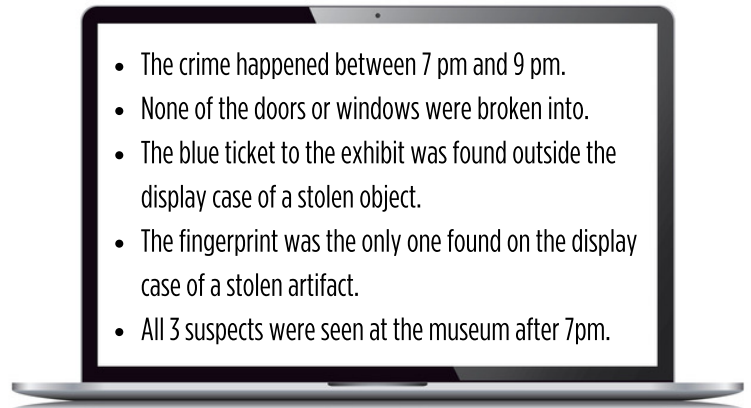 • The crime happened between 7 pm and 9 pm.
• None of the doors or windows were broken into.
• The blue ticket to the exhibit was found outside the
display case of a stolen object.
• The fingerprint was the only one found on the display
case of a stolen artifact.
• All 3 suspects were seen at the museum after 7pm.